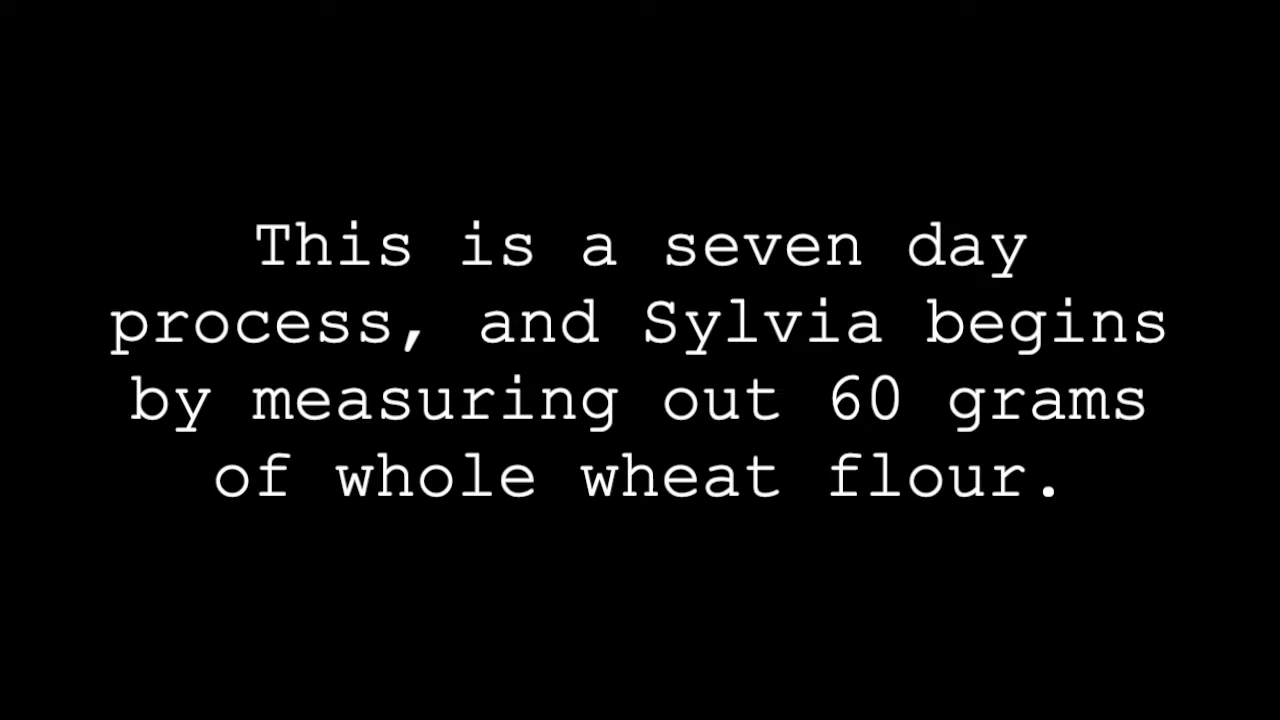 This is a seven day
process, and Sylvia begins
by measuring out 60 grams
of whole wheat flour.